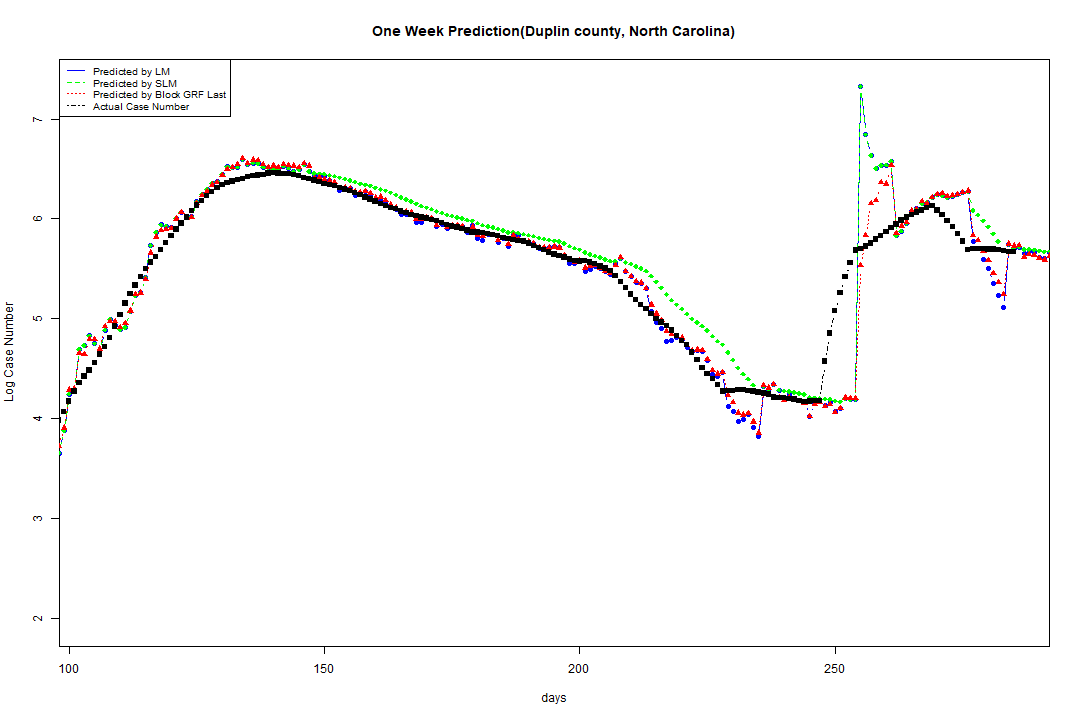 One Week Prediction(Duplin county, North Carolina)
Predicted by LM
Predicted by SLM
Predicted by Block GRF Last
Actual Case Number
7
6
5
4
3
2
Log Case Number
100 150 200 250
days